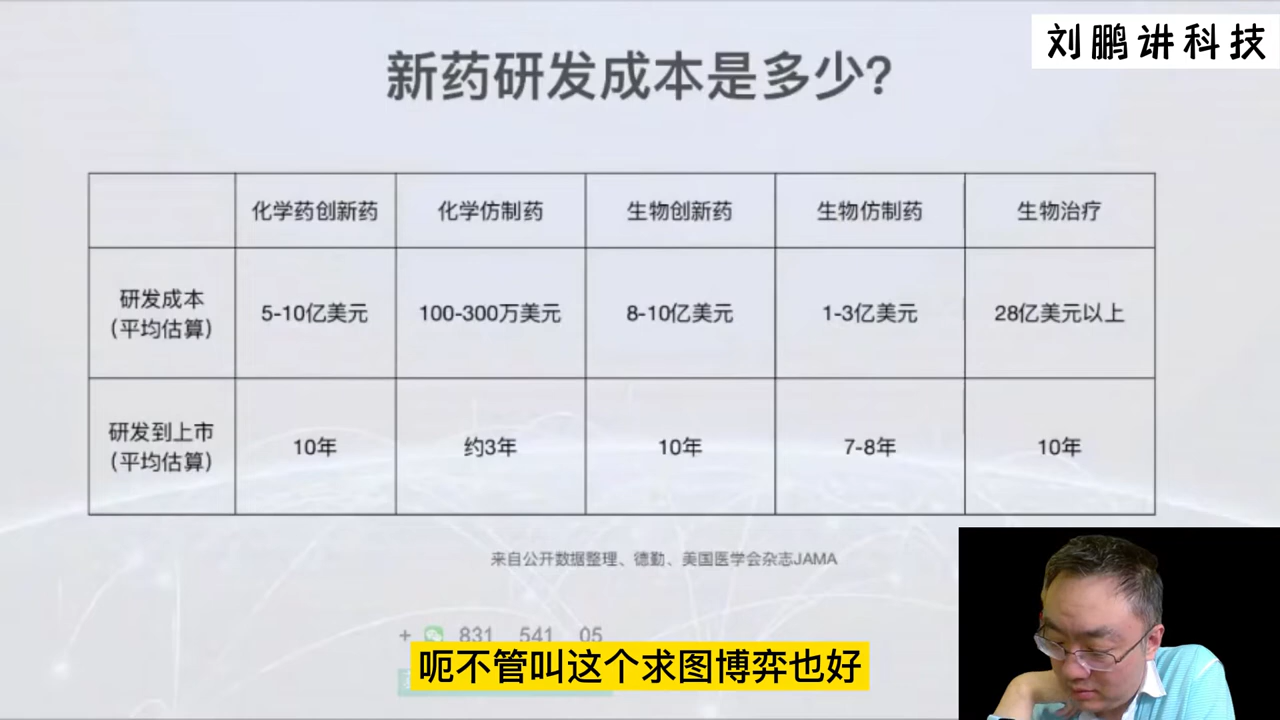 刘鹏讲科技
新药研发成本是多少?
化学药创新药 化学仿制药 生物创新药 生物仿制药 生物治疗
研发成本
(平均估算)
5-10亿美元 100-300万美元 8-10亿美元 1-3亿美元 28亿美元以上
研发到上市
(平均估算)
10年 约3年 10年 7-8年 10年
来自公开数据整理、德勤、美国医学会杂志JAMA
+ 831 541 05
呃不管叫这个求图博弈也好